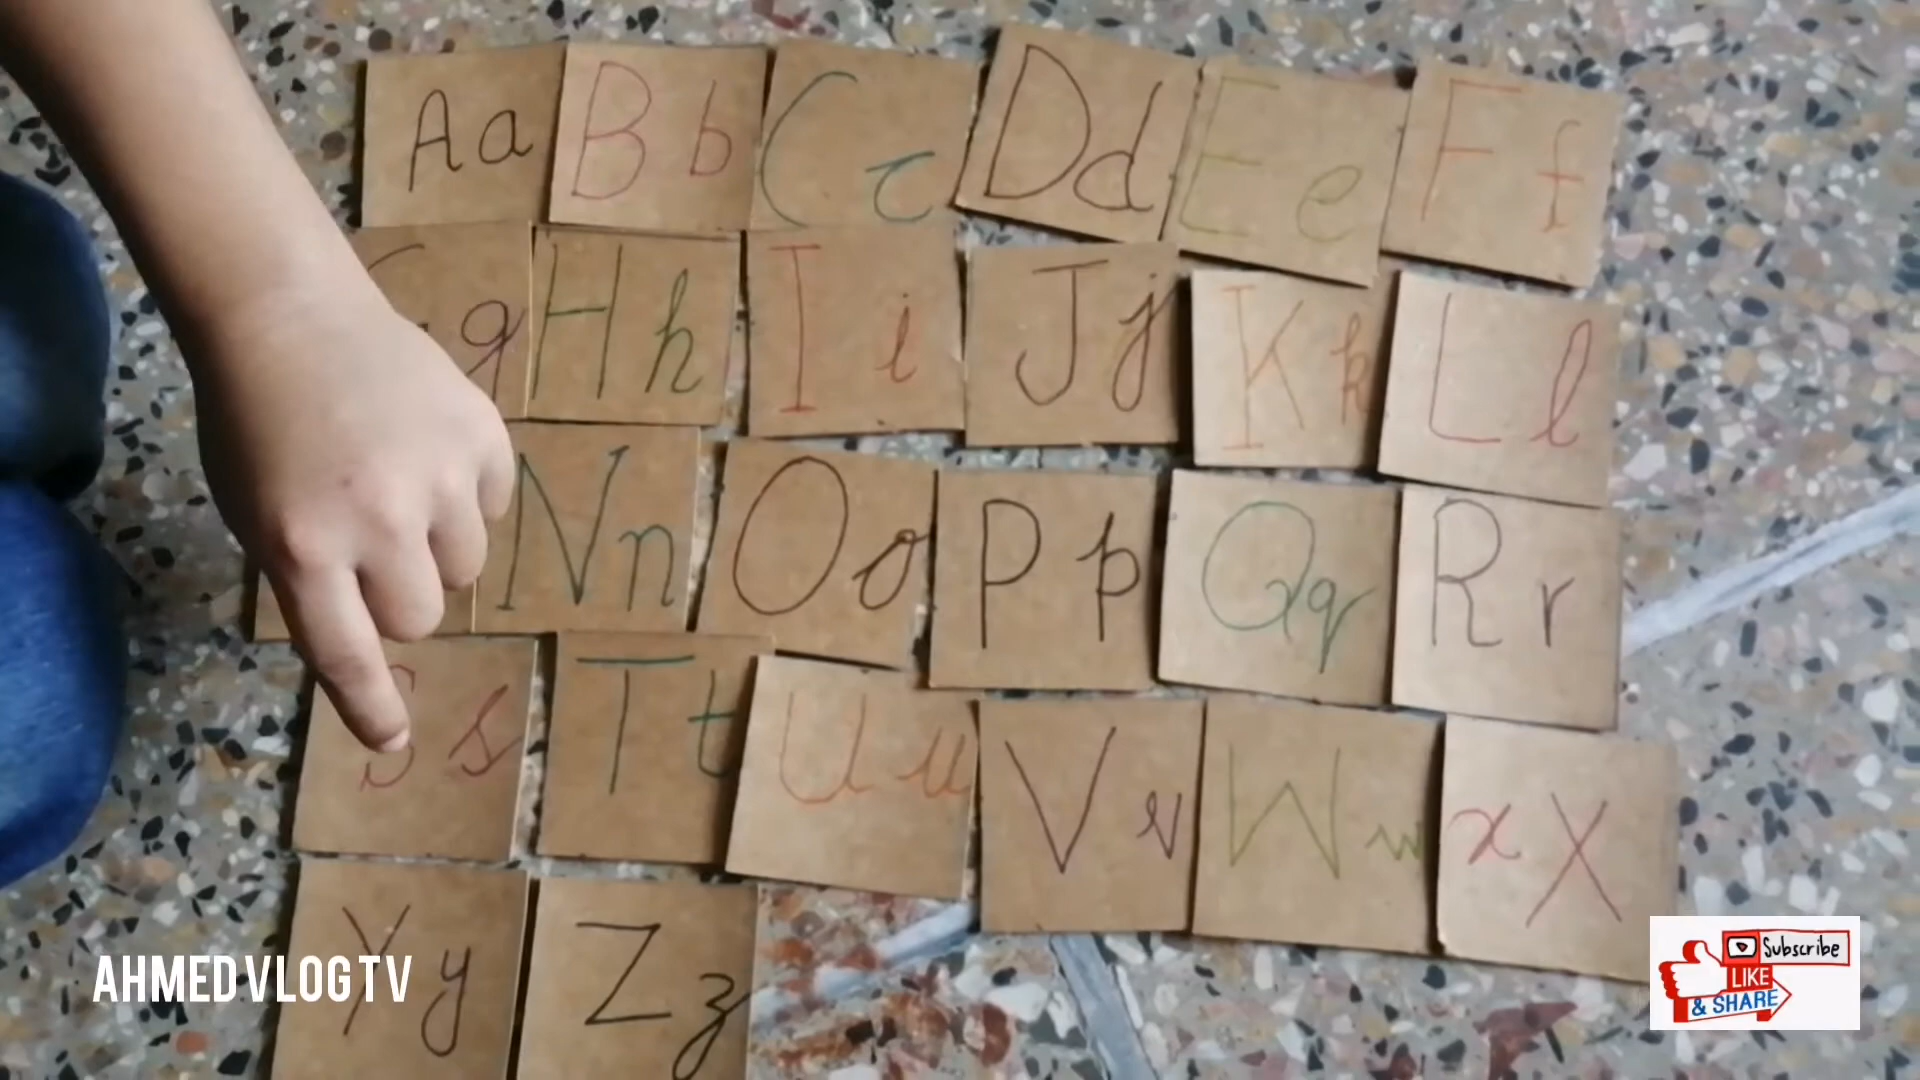 Aa Bb Cc Dd Ee Ff
g Hh Ii Jj Kk Ll
Nn Oo Pp Qq Rr
Ss Tt Uu Vv Ww xX
Yy Zz
AHMED VLOG TV
Subscribe
LIKE
& SHARE